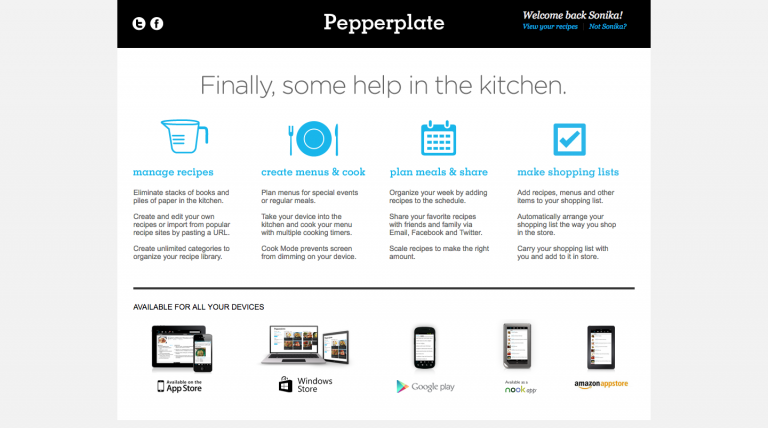 Pepperplate
Welcome back Sonika!
View your recipes | Not Sonika?
Finally, some help in the kitchen.
manage recipes
Eliminate stacks of books and
piles of paper in the kitchen.
Create and edit your own
recipes or import from popular
recipe sites by pasting a URL.
Create unlimited categories to
organize your recipe library.
create menus & cook
Plan menus for special events
or regular meals.
Take your device into the
kitchen and cook your menu
with multiple cooking timers.
Cook Mode prevents screen
from dimming on your device.
plan meals & share
Organize your week by adding
recipes to the schedule.
Share your favorite recipes
with friends and family via
Email, Facebook and Twitter.
Scale recipes to make the right
amount.
make shopping lists
Add recipes, menus and other
items to your shopping list.
Automatically arrange your
shopping list the way you shop
in the store.
Carry your shopping list with
you and add to it in store.
AVAILABLE FOR ALL YOUR DEVICES
Available on the
App Store
Windows
Store
Google play
Available as a
nook app
amazon appstore